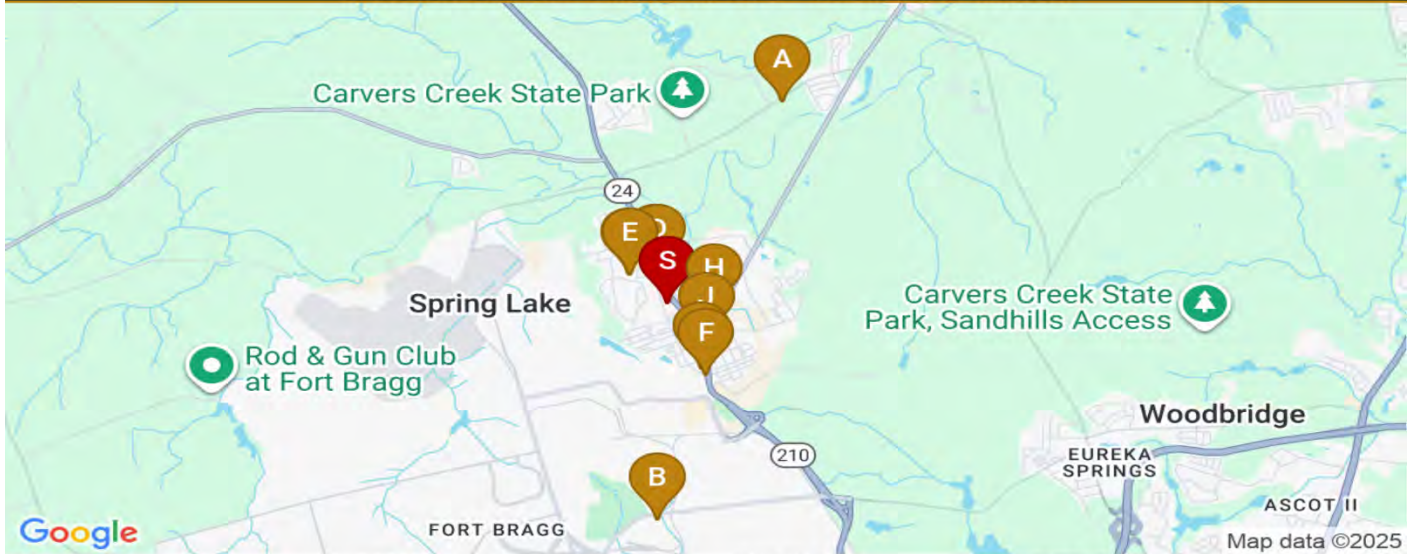 A
Carvers Creek State Park
24
E
S
H
J
Spring Lake
Carvers Creek State
Park, Sandhills Access
F
Rod & Gun Club
at Fort Bragg
Woodbridge
210
EUREKA
SPRINGS
B
ASCOT II
FORT BRAGG
Google
Map data ©2025